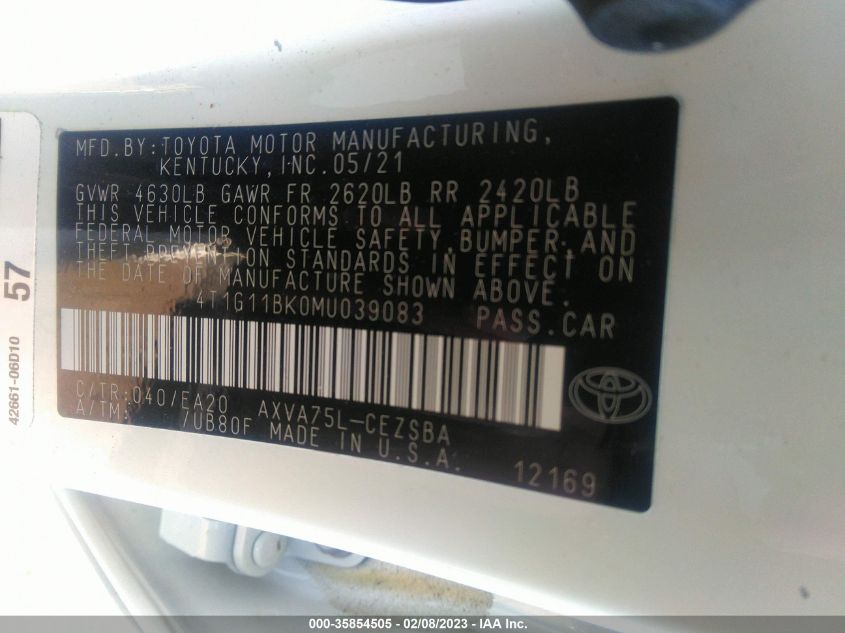 MFD.BY:TOYOTA MOTOR MANUFACTURING,
KENTUCKY,INC.05/21
GVWR 4630LB GAWR FR 2620LB RR 2420LB
THIS VEHICLE CONFORMS TO ALL APPLICABLE
FEDERAL MOTOR VEHICLE SAFETY,BUMPER,AND
THEFT PREVENTION STANDARDS IN EFFECT ON
THE DATE OF MANUFACTURE SHOWN ABOVE.
4T1G11BK0MU039083 PASS.CAR
C/TR:040/EA20 AXVA75L-CEZSBA
A/TM: /UB80F MADE IN U.S.A.
12169
57
42661-06D10
000-35854505 - 02/08/2023 - IAA Inc.